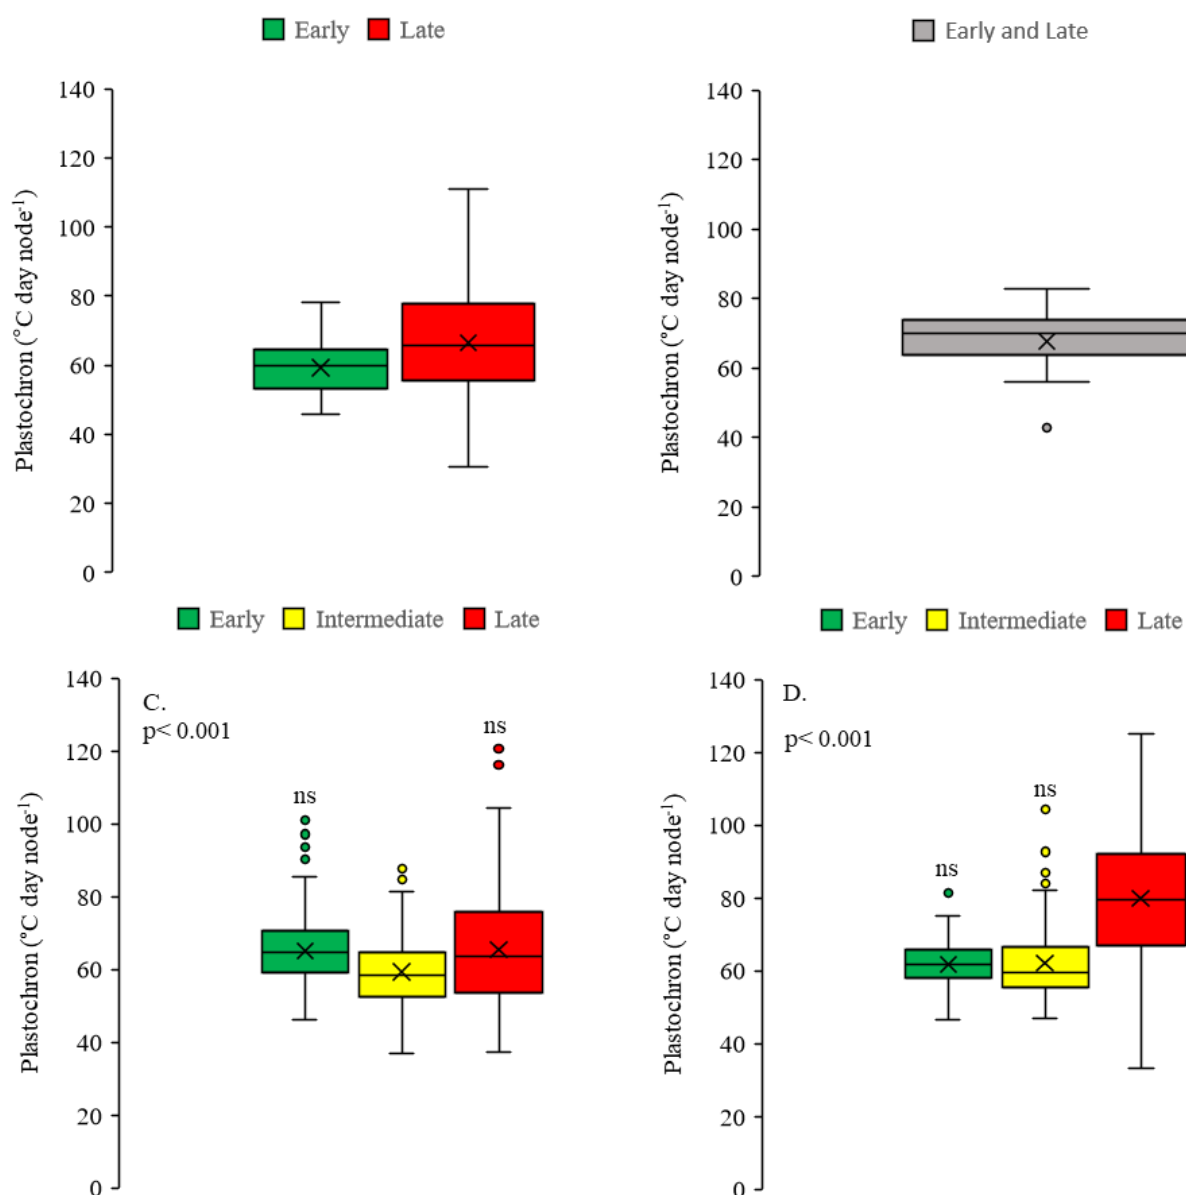 Early Late
Plastochron (°C day node⁻¹)
140
120
100
80
60
40
20
0
Early and Late
Plastochron (°C day node⁻¹)
140
120
100
80
60
40
20
0
Early Intermediate Late
Plastochron (°C day node⁻¹)
140
120
100
80
60
40
20
0
C.
p< 0.001
ns
ns
Early Intermediate Late
Plastochron (°C day node⁻¹)
140
120
100
80
60
40
20
0
D.
p< 0.001
ns
ns